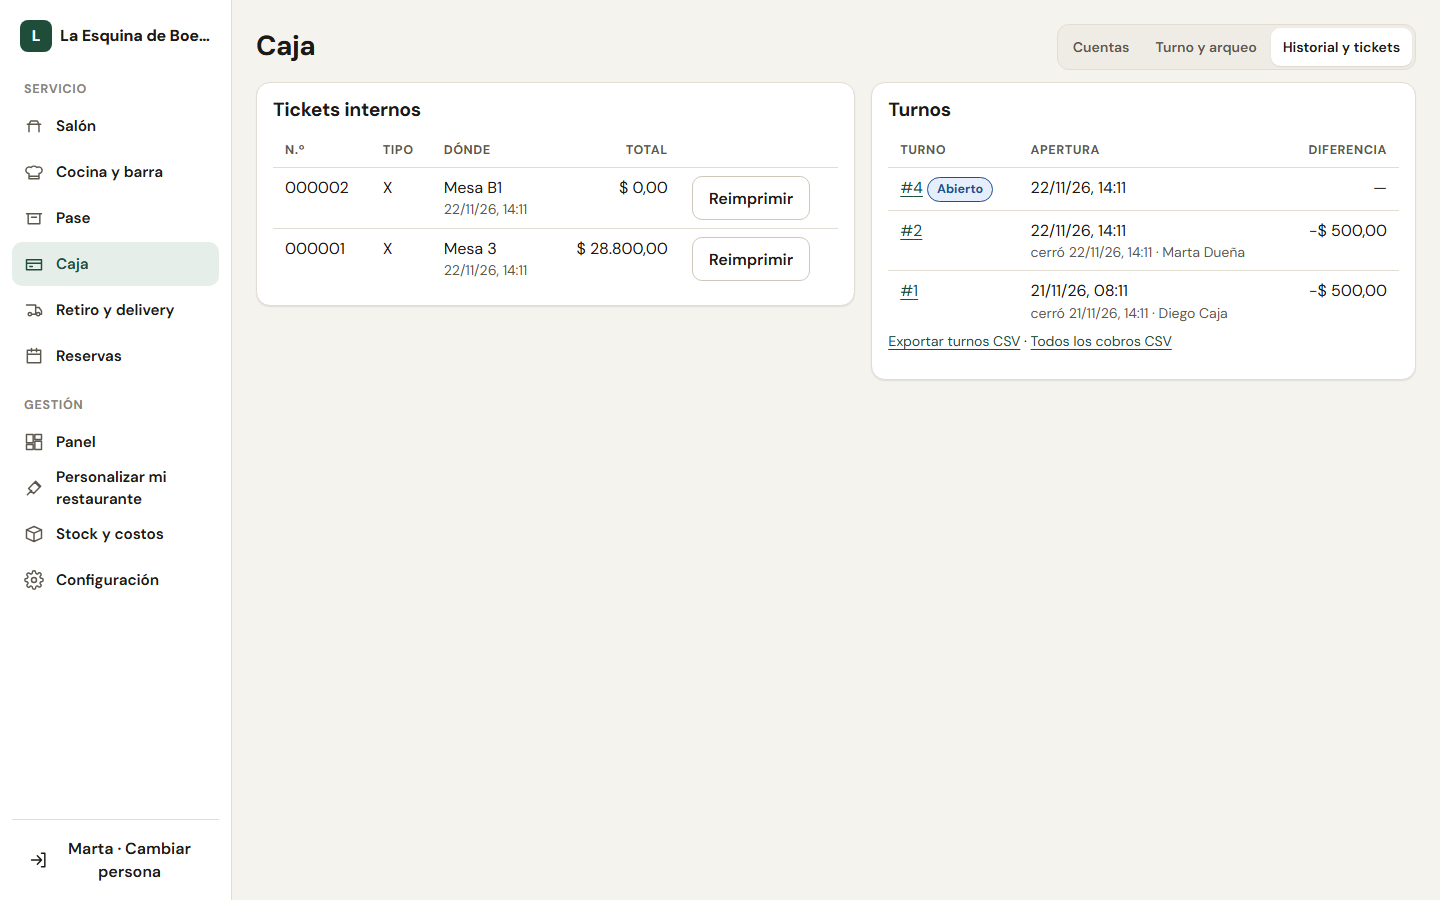 L La Esquina de Boe...
SERVICIO
Salón
Cocina y barra
Pase
Caja
Retiro y delivery
Reservas
GESTIÓN
Panel
Personalizar mi
restaurante
Stock y costos
Configuración
Marta · Cambiar
persona
Caja
Cuentas Turno y arqueo Historial y tickets
Tickets internos
N.º TIPO DÓNDE TOTAL
000002 X Mesa B1 $ 0,00 Reimprimir
22/11/26, 14:11
000001 X Mesa 3 $ 28.800,00 Reimprimir
22/11/26, 14:11
Turnos
TURNO APERTURA DIFERENCIA
#4 Abierto 22/11/26, 14:11 —
#2 22/11/26, 14:11 -$ 500,00
cerró 22/11/26, 14:11 · Marta Dueña
#1 21/11/26, 08:11 -$ 500,00
cerró 21/11/26, 14:11 · Diego Caja
Exportar turnos CSV · Todos los cobros CSV